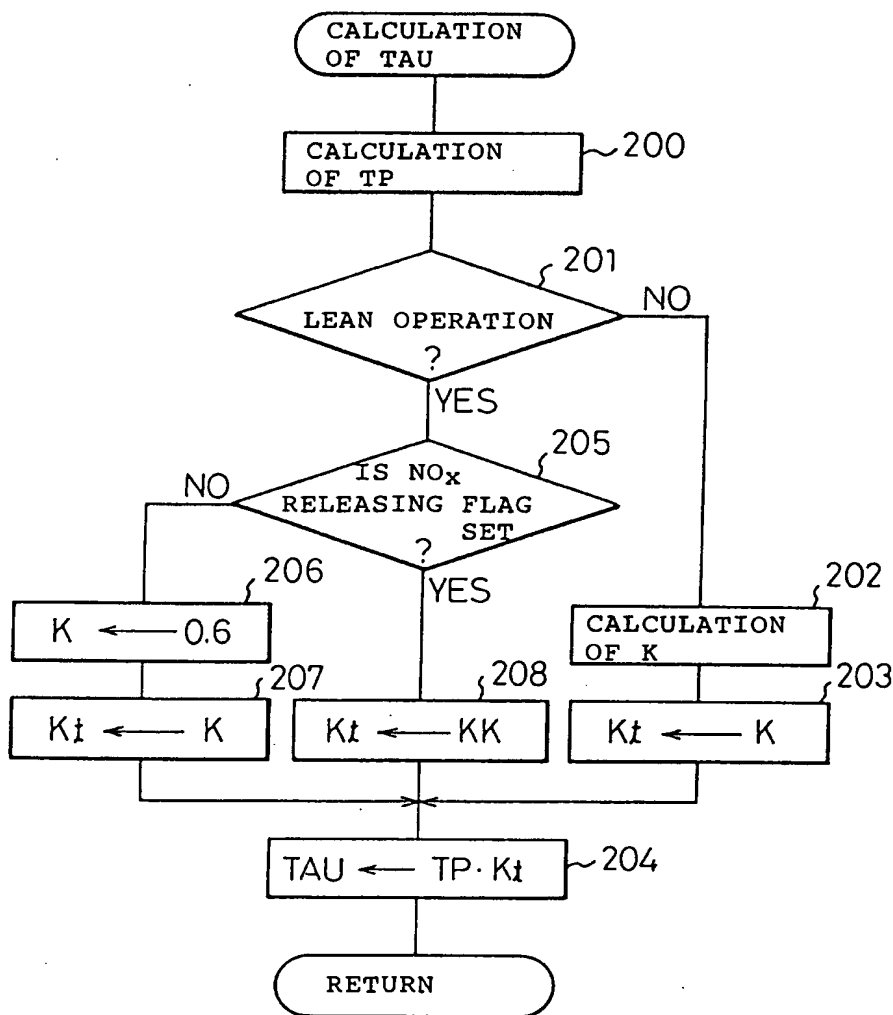 CALCULATION
OF TAU
CALCULATION
OF TP
200
201
LEAN OPERATION
?
NO
YES
205
IS NOx
RELEASING FLAG
SET
?
NO
YES
206
K ← 0.6
202
CALCULATION
OF K
207
Kt ← K
208
Kt ← KK
203
Kt ← K
TAU ← TP · Kt
204
RETURN